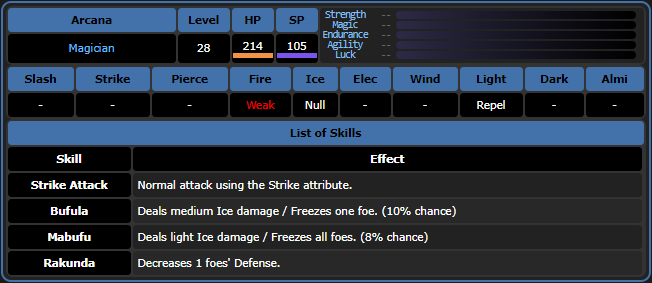 Arcana Level HP SP
Magician 28 214 105
Strength --
Magic --
Endurance --
Agility --
Luck --
Slash Strike Pierce Fire Ice Elec Wind Light Dark Almi
- - - Weak Null - - Repel - -
List of Skills
Skill Effect
Strike Attack Normal attack using the Strike attribute.
Bufula Deals medium Ice damage / Freezes one foe. (10% chance)
Mabufu Deals light Ice damage / Freezes all foes. (8% chance)
Rakunda Decreases 1 foes' Defense.